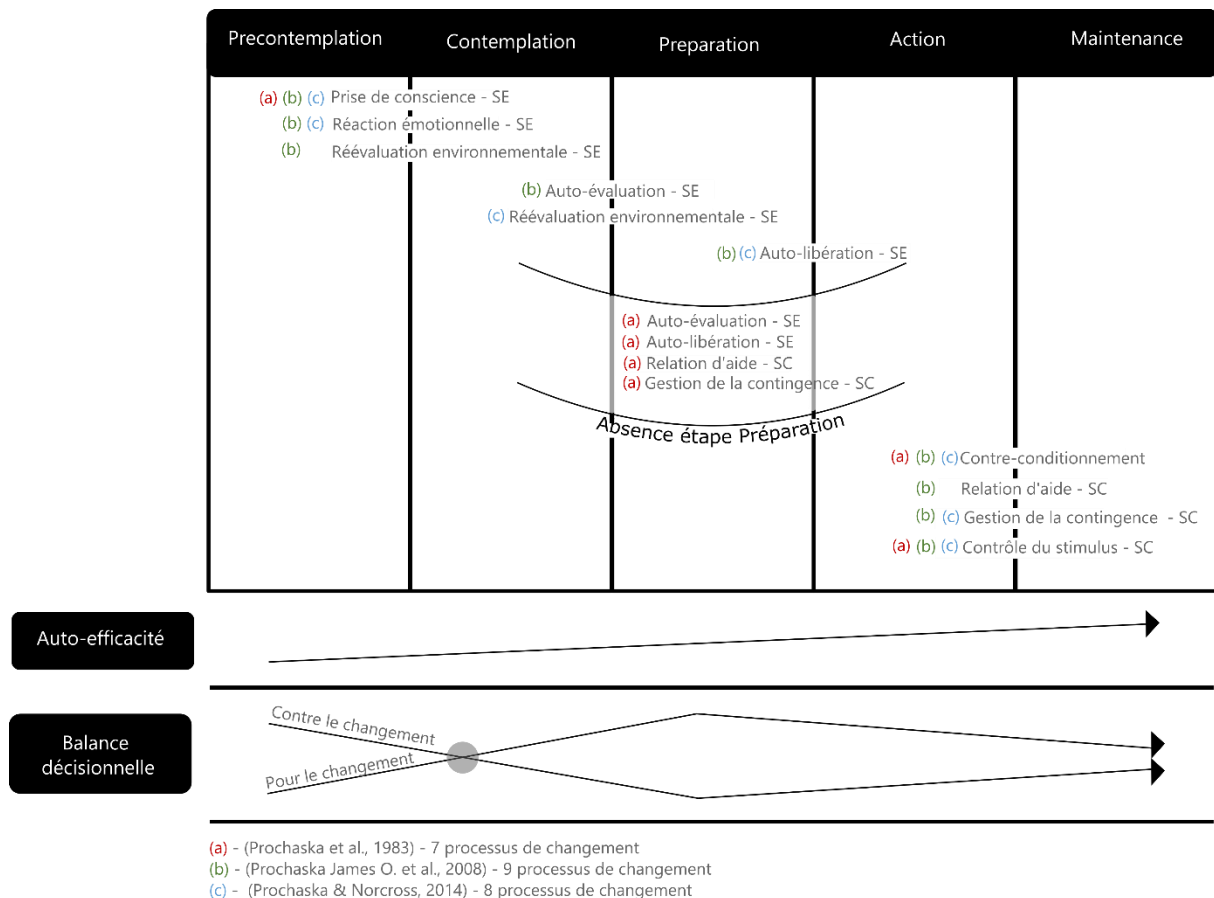 Precontemplation
Contemplation
Preparation
Action
Maintenance
(a) (b) (c) Prise de conscience - SE
(b) (c) Réaction émotionnelle - SE
(b) Réévaluation environnementale - SE
(b) Auto-évaluation - SE
(c) Réévaluation environnementale - SE
(b) (c) Auto-libération - SE
(a) Auto-évaluation - SE
(a) Auto-libération - SE
(a) Relation d'aide - SC
(a) Gestion de la contingence - SC
Absence étape Préparation
(a) (b) (c) Contre-conditionnement
(b) Relation d'aide - SC
(b) (c) Gestion de la contingence - SC
(a) (b) (c) Contrôle du stimulus - SC
Auto-efficacité
Balance
décisionnelle
Contre le changement
Pour le changement
(a) - (Prochaska et al., 1983) - 7 processus de changement
(b) - (Prochaska James O. et al., 2008) - 9 processus de changement
(c) - (Prochaska & Norcross, 2014) - 8 processus de changement